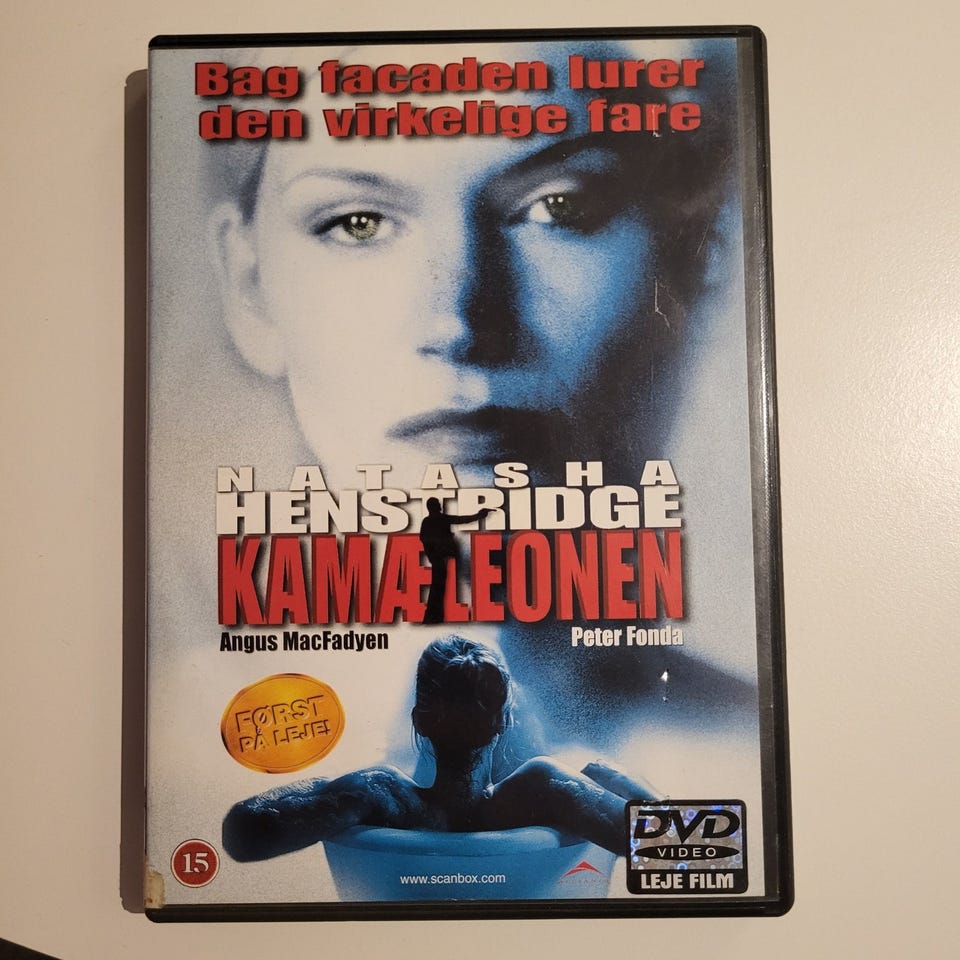 Bag facaden lurer
den virkelige fare
NATASHA
HENSTRIDGE
KAMÆLEONEN
Angus MacFadyen
Peter Fonda
FØRST
PÅ LEJE!
15
www.scanbox.com
DVD
VIDEO
LEJE FILM